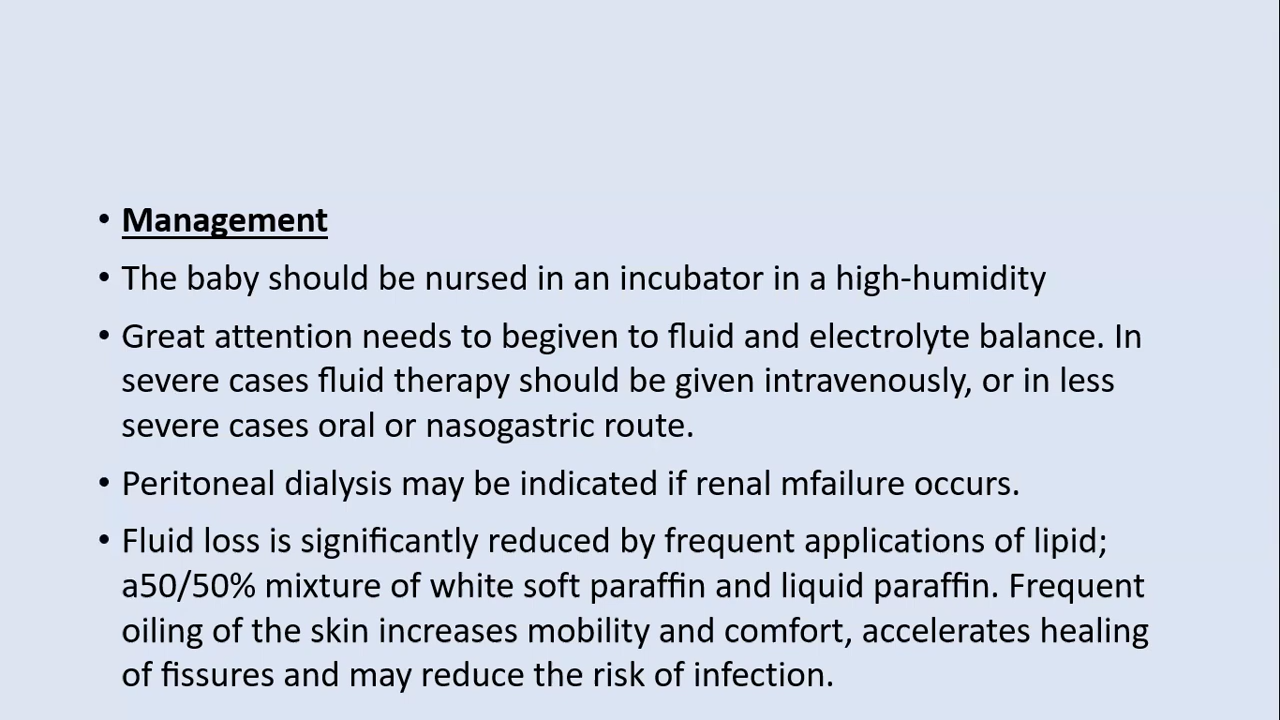 • Management
• The baby should be nursed in an incubator in a high-humidity
• Great attention needs to begiven to fluid and electrolyte balance. In
severe cases fluid therapy should be given intravenously, or in less
severe cases oral or nasogastric route.
• Peritoneal dialysis may be indicated if renal mfailure occurs.
• Fluid loss is significantly reduced by frequent applications of lipid;
a50/50% mixture of white soft paraffin and liquid paraffin. Frequent
oiling of the skin increases mobility and comfort, accelerates healing
of fissures and may reduce the risk of infection.